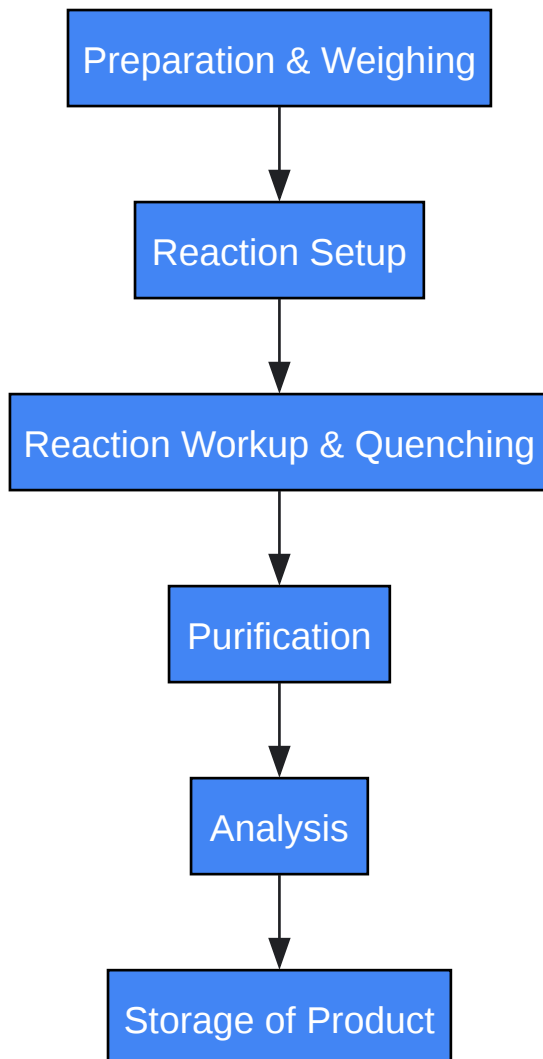 Preparation & Weighing
Reaction Setup
Reaction Workup & Quenching
Purification
Analysis
Storage of Product